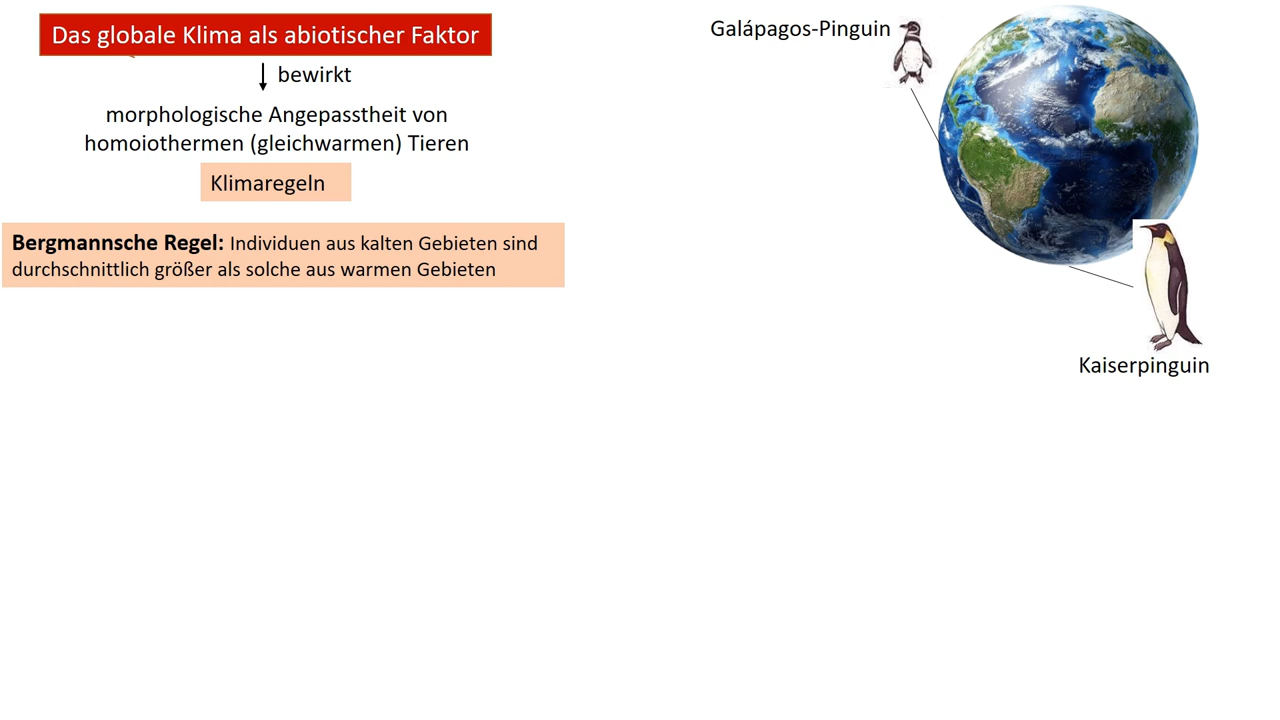 Das globale Klima als abiotischer Faktor
bewirkt
morphologische Angepasstheit von
homoiothermen (gleichwarmen) Tieren
Klimaregeln
Bergmannsche Regel: Individuen aus kalten Gebieten sind
durchschnittlich größer als solche aus warmen Gebieten
Galápagos-Pinguin
Kaiserpinguin